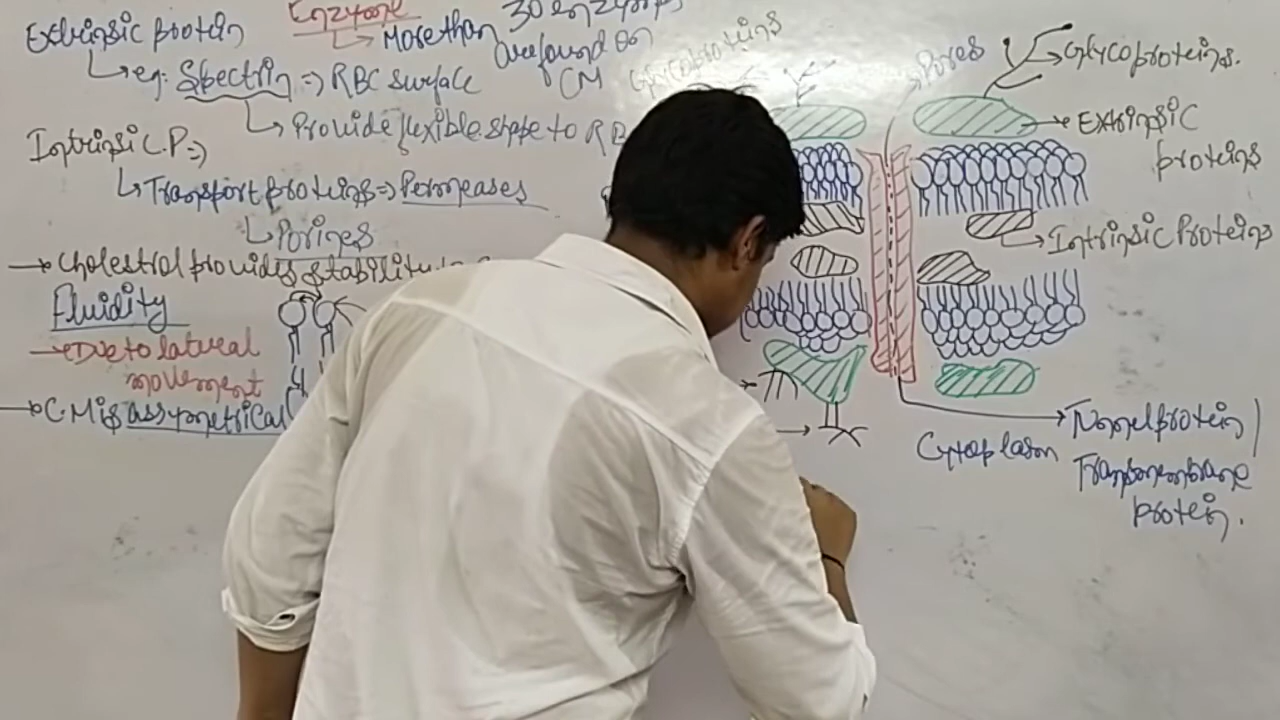 Extrinsic protein
Enzyme
More than 30 enzymes
are found on
CM
eg: Spectrin => RBC surface
Provide flexible shape to RB
Intrinsic P. =>
Transport proteins => Permeases
Porines
Cholestrol provides stability
Fluidity
Due to lateral
movement
C.M is assymetrical
Glycoproteins
Pores
Glycoproteins.
Extrinsic
proteins
Intrinsic Proteins
Cytoplasm
Tunnel protein /
Transmembrane
protein.